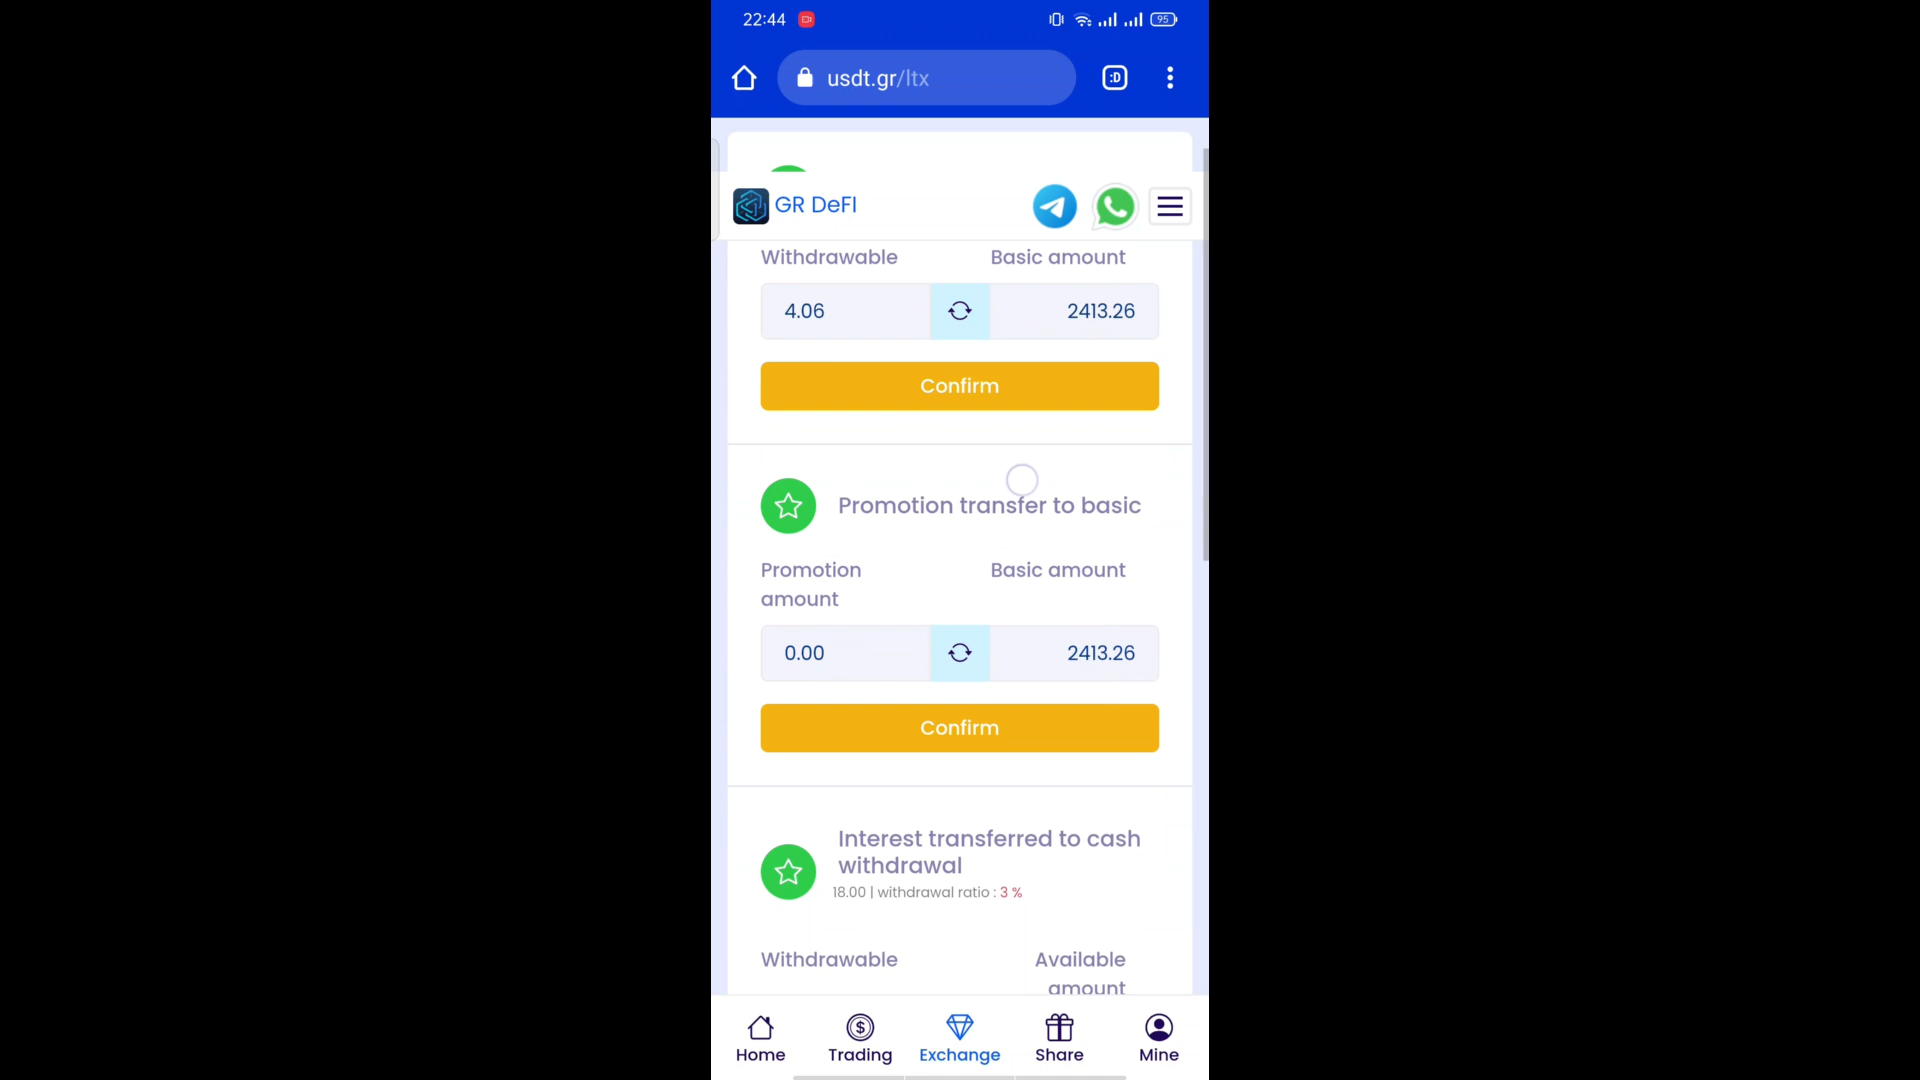 22:44
95
usdt.gr/ltx
:D
GR DeFI
Withdrawable Basic amount
4.06 2413.26
Confirm
Promotion transfer to basic
Promotion amount Basic amount
0.00 2413.26
Confirm
Interest transferred to cash
withdrawal
18.00 | withdrawal ratio : 3 %
Withdrawable Available
amount
Home Trading Exchange Share Mine